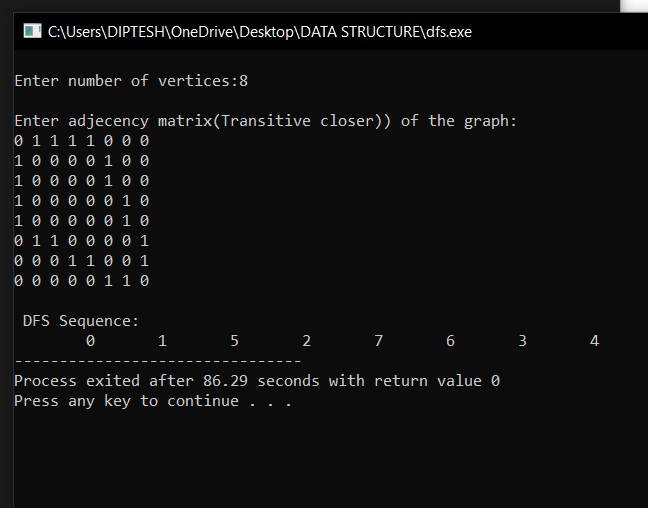 C:\Users\DIPTESH\OneDrive\Desktop\DATA STRUCTURE\dfs.exe
Enter number of vertices:8
Enter adjecency matrix(Transitive closer)) of the graph:
0 1 1 1 1 0 0 0
1 0 0 0 0 1 0 0
1 0 0 0 0 1 0 0
1 0 0 0 0 0 1 0
1 0 0 0 0 0 1 0
0 1 1 0 0 0 0 1
0 0 0 1 1 0 0 1
0 0 0 0 0 1 1 0
DFS Sequence:
0 1 5 2 7 6 3 4
--------------------------------
Process exited after 86.29 seconds with return value 0
Press any key to continue . . .